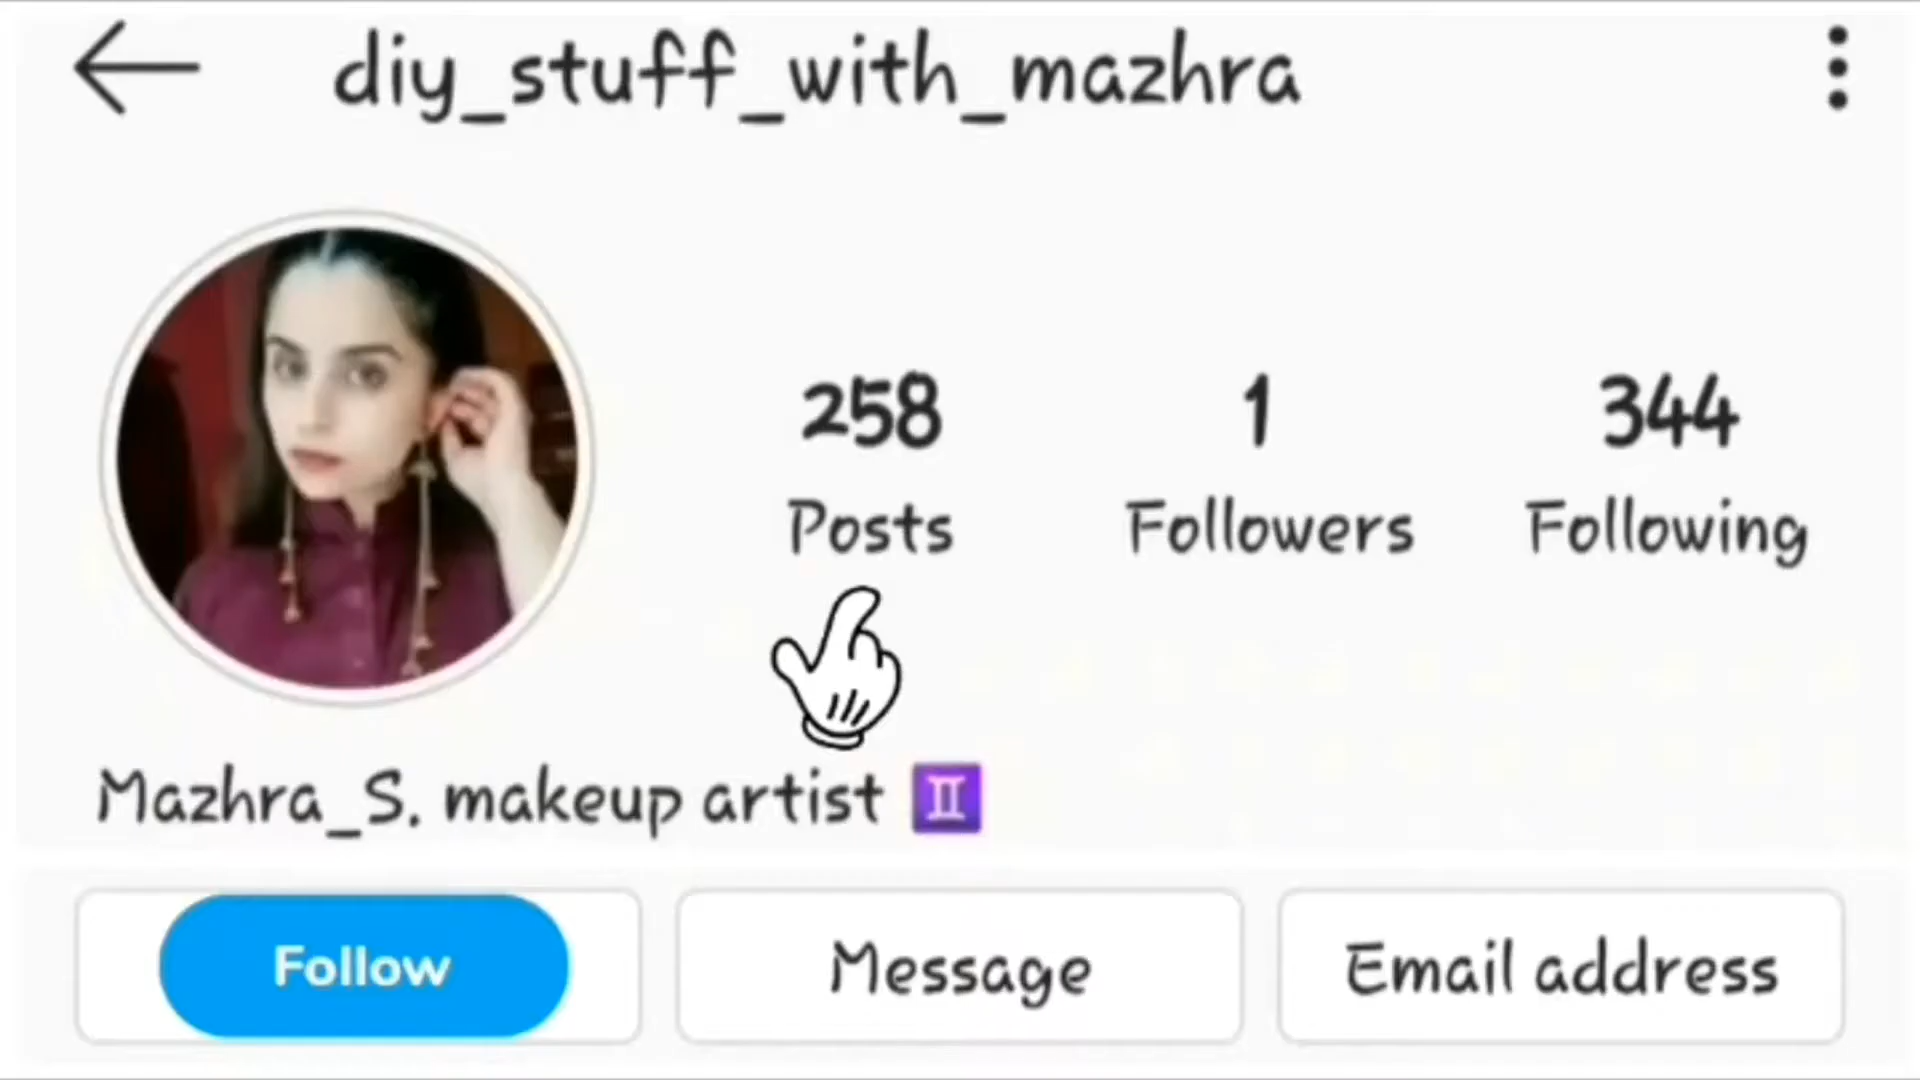 diy_stuff_with_mazhra
258 1 344
Posts Followers Following
Mazhra_S. makeup artist ♊
Follow Message Email address